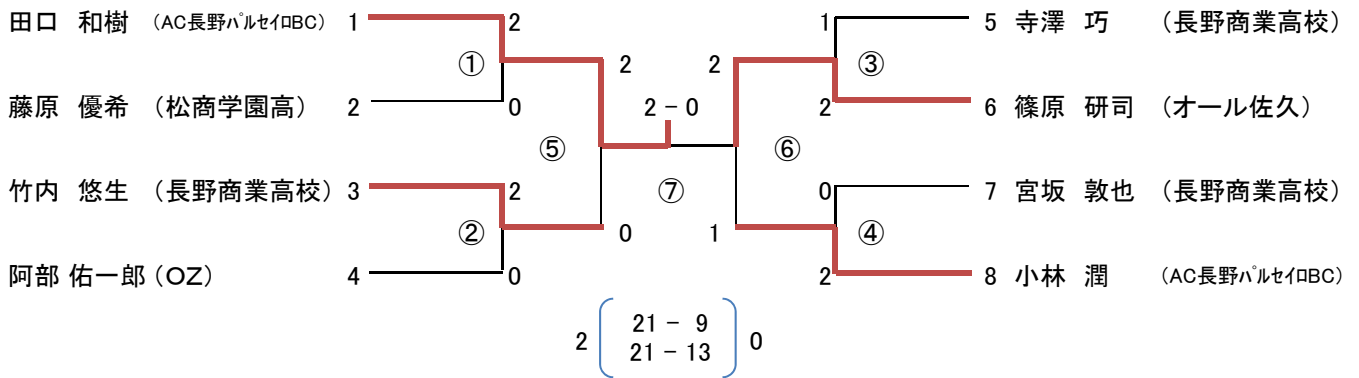 田口 和樹 (AC長野パルセイロBC) 1 2 1 5 寺澤 巧 (長野商業高校)
① 2 2 ③
藤原 優希 (松商学園高) 2 0 2 - 0 2 6 篠原 研司 (オール佐久)
⑤ ⑥
竹内 悠生 (長野商業高校) 3 2 ⑦ 0 7 宮坂 敦也 (長野商業高校)
② 0 1 ④
阿部 佑一郎 (OZ) 4 0 2 8 小林 潤 (AC長野パルセイロBC)
21 - 9
2 0
21 - 13